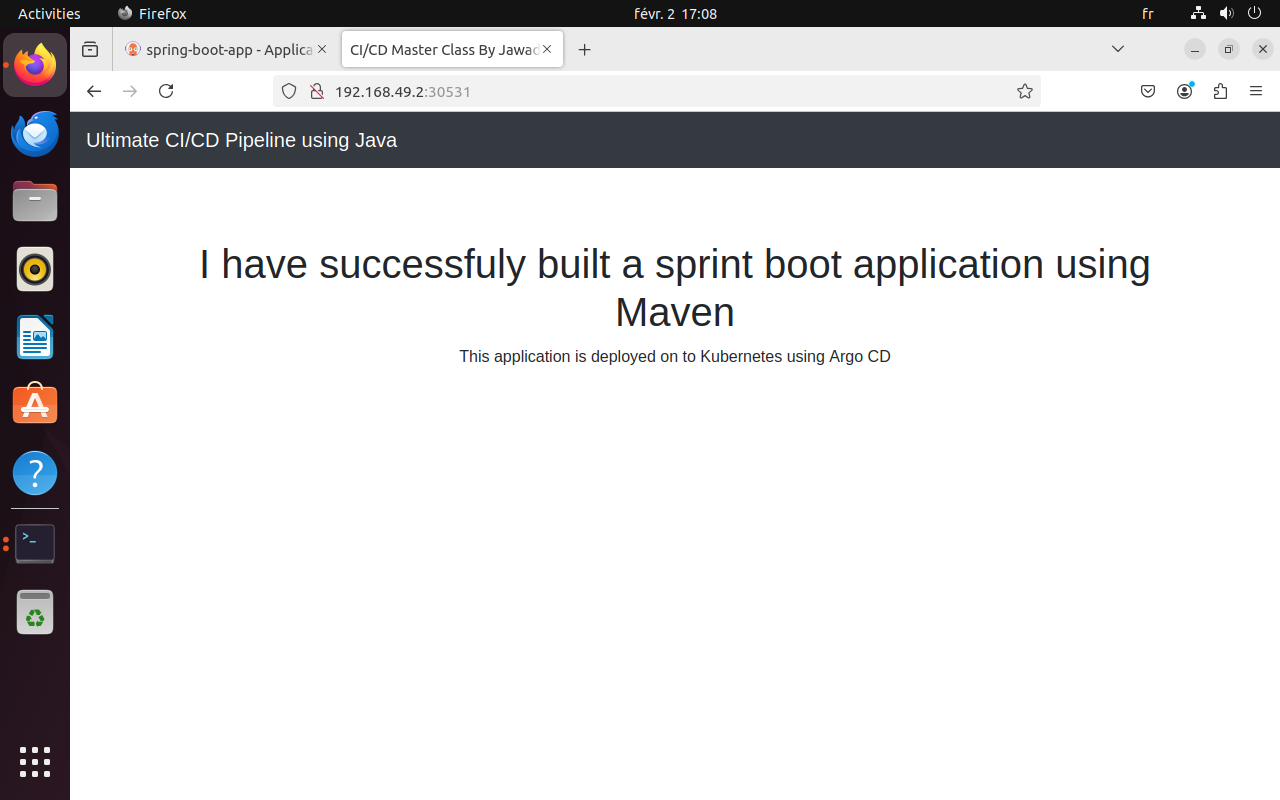 Activities Firefox févr. 2 17:08 fr
spring-boot-app - Applica CI/CD Master Class By Jawad
192.168.49.2:30531
Ultimate CI/CD Pipeline using Java
I have successfuly built a sprint boot application using
Maven
This application is deployed on to Kubernetes using Argo CD